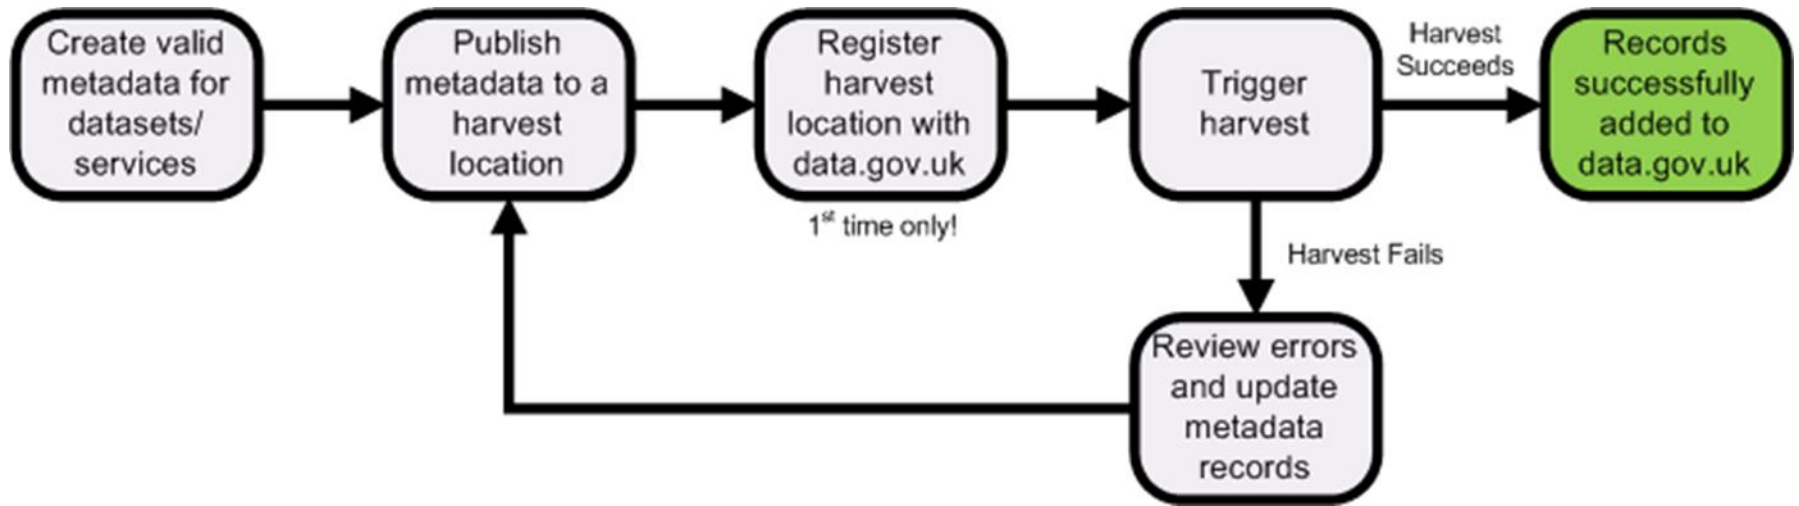 Create valid
metadata for
datasets/
services
Publish
metadata to a
harvest
location
Register
harvest
location with
data.gov.uk
1st time only!
Trigger
harvest
Harvest
Succeeds
Records
successfully
added to
data.gov.uk
Harvest Fails
Review errors
and update
metadata
records